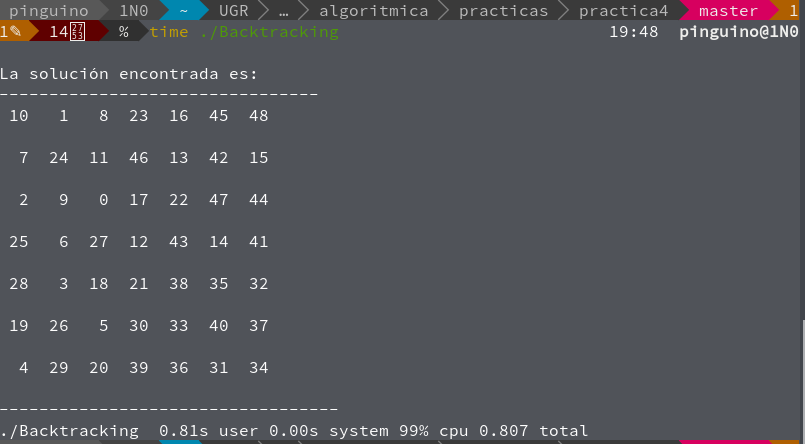 pinguino 1N0 ~ UGR … algoritmica practicas practica4 master 1
1✎ 14 % time ./Backtracking 19:48 pinguino@1N0
La solución encontrada es:
--------------------------------
10 1 8 23 16 45 48
7 24 11 46 13 42 15
2 9 0 17 22 47 44
25 6 27 12 43 14 41
28 3 18 21 38 35 32
19 26 5 30 33 40 37
4 29 20 39 36 31 34
----------------------------------
./Backtracking 0.81s user 0.00s system 99% cpu 0.807 total